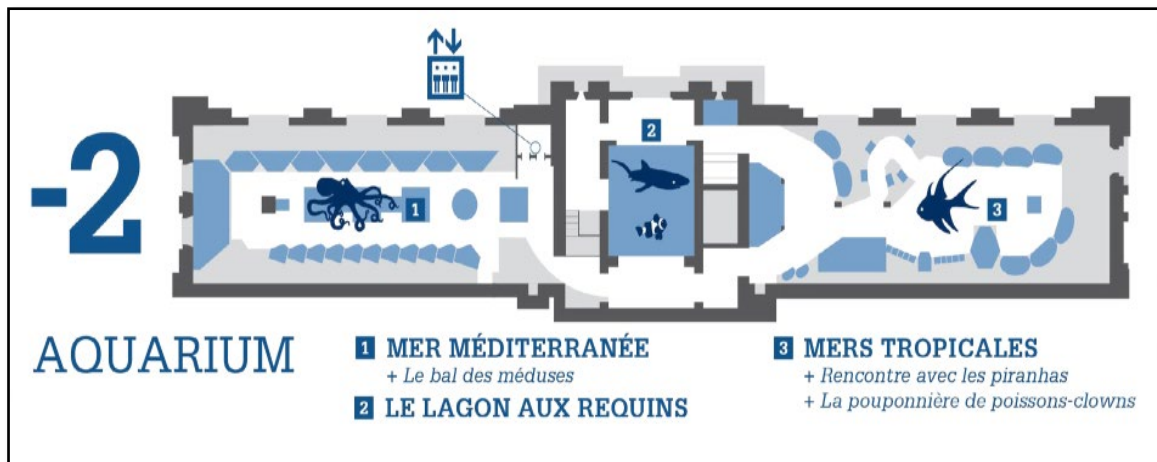 -2
2
1
3
AQUARIUM
1 MER MÉDITERRANÉE
+ Le bal des méduses
2 LE LAGON AUX REQUINS
3 MERS TROPICALES
+ Rencontre avec les piranhas
+ La pouponnière de poissons-clowns